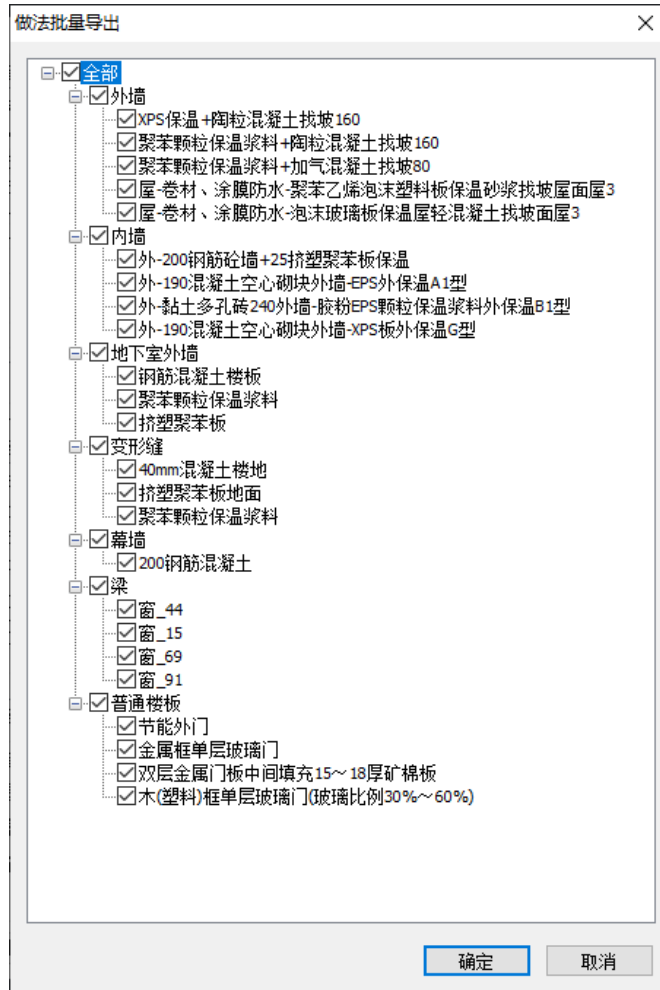 做法批量导出
全部
外墙
XPS保温+陶粒混凝土找坡160
聚苯颗粒保温浆料+陶粒混凝土找坡160
聚苯颗粒保温浆料+加气混凝土找坡80
屋-卷材、涂膜防水-聚苯乙烯泡沫塑料板保温砂浆找坡屋面屋3
屋-卷材、涂膜防水-泡沫玻璃板保温屋轻混凝土找坡面屋3
内墙
外-200钢筋砼墙+25挤塑聚苯板保温
外-190混凝土空心砌块外墙-EPS外保温A1型
外-黏土多孔砖240外墙-胶粉EPS颗粒保温浆料外保温B1型
外-190混凝土空心砌块外墙-XPS板外保温G型
地下室外墙
钢筋混凝土楼板
聚苯颗粒保温浆料
挤塑聚苯板
变形缝
40mm混凝土楼地
挤塑聚苯板地面
聚苯颗粒保温浆料
幕墙
200钢筋混凝土
梁
窗_44
窗_15
窗_69
窗_91
普通楼板
节能外门
金属框单层玻璃门
双层金属门板中间填充15～18厚矿棉板
木(塑料)框单层玻璃门(玻璃比例30%～60%)
确定 取消